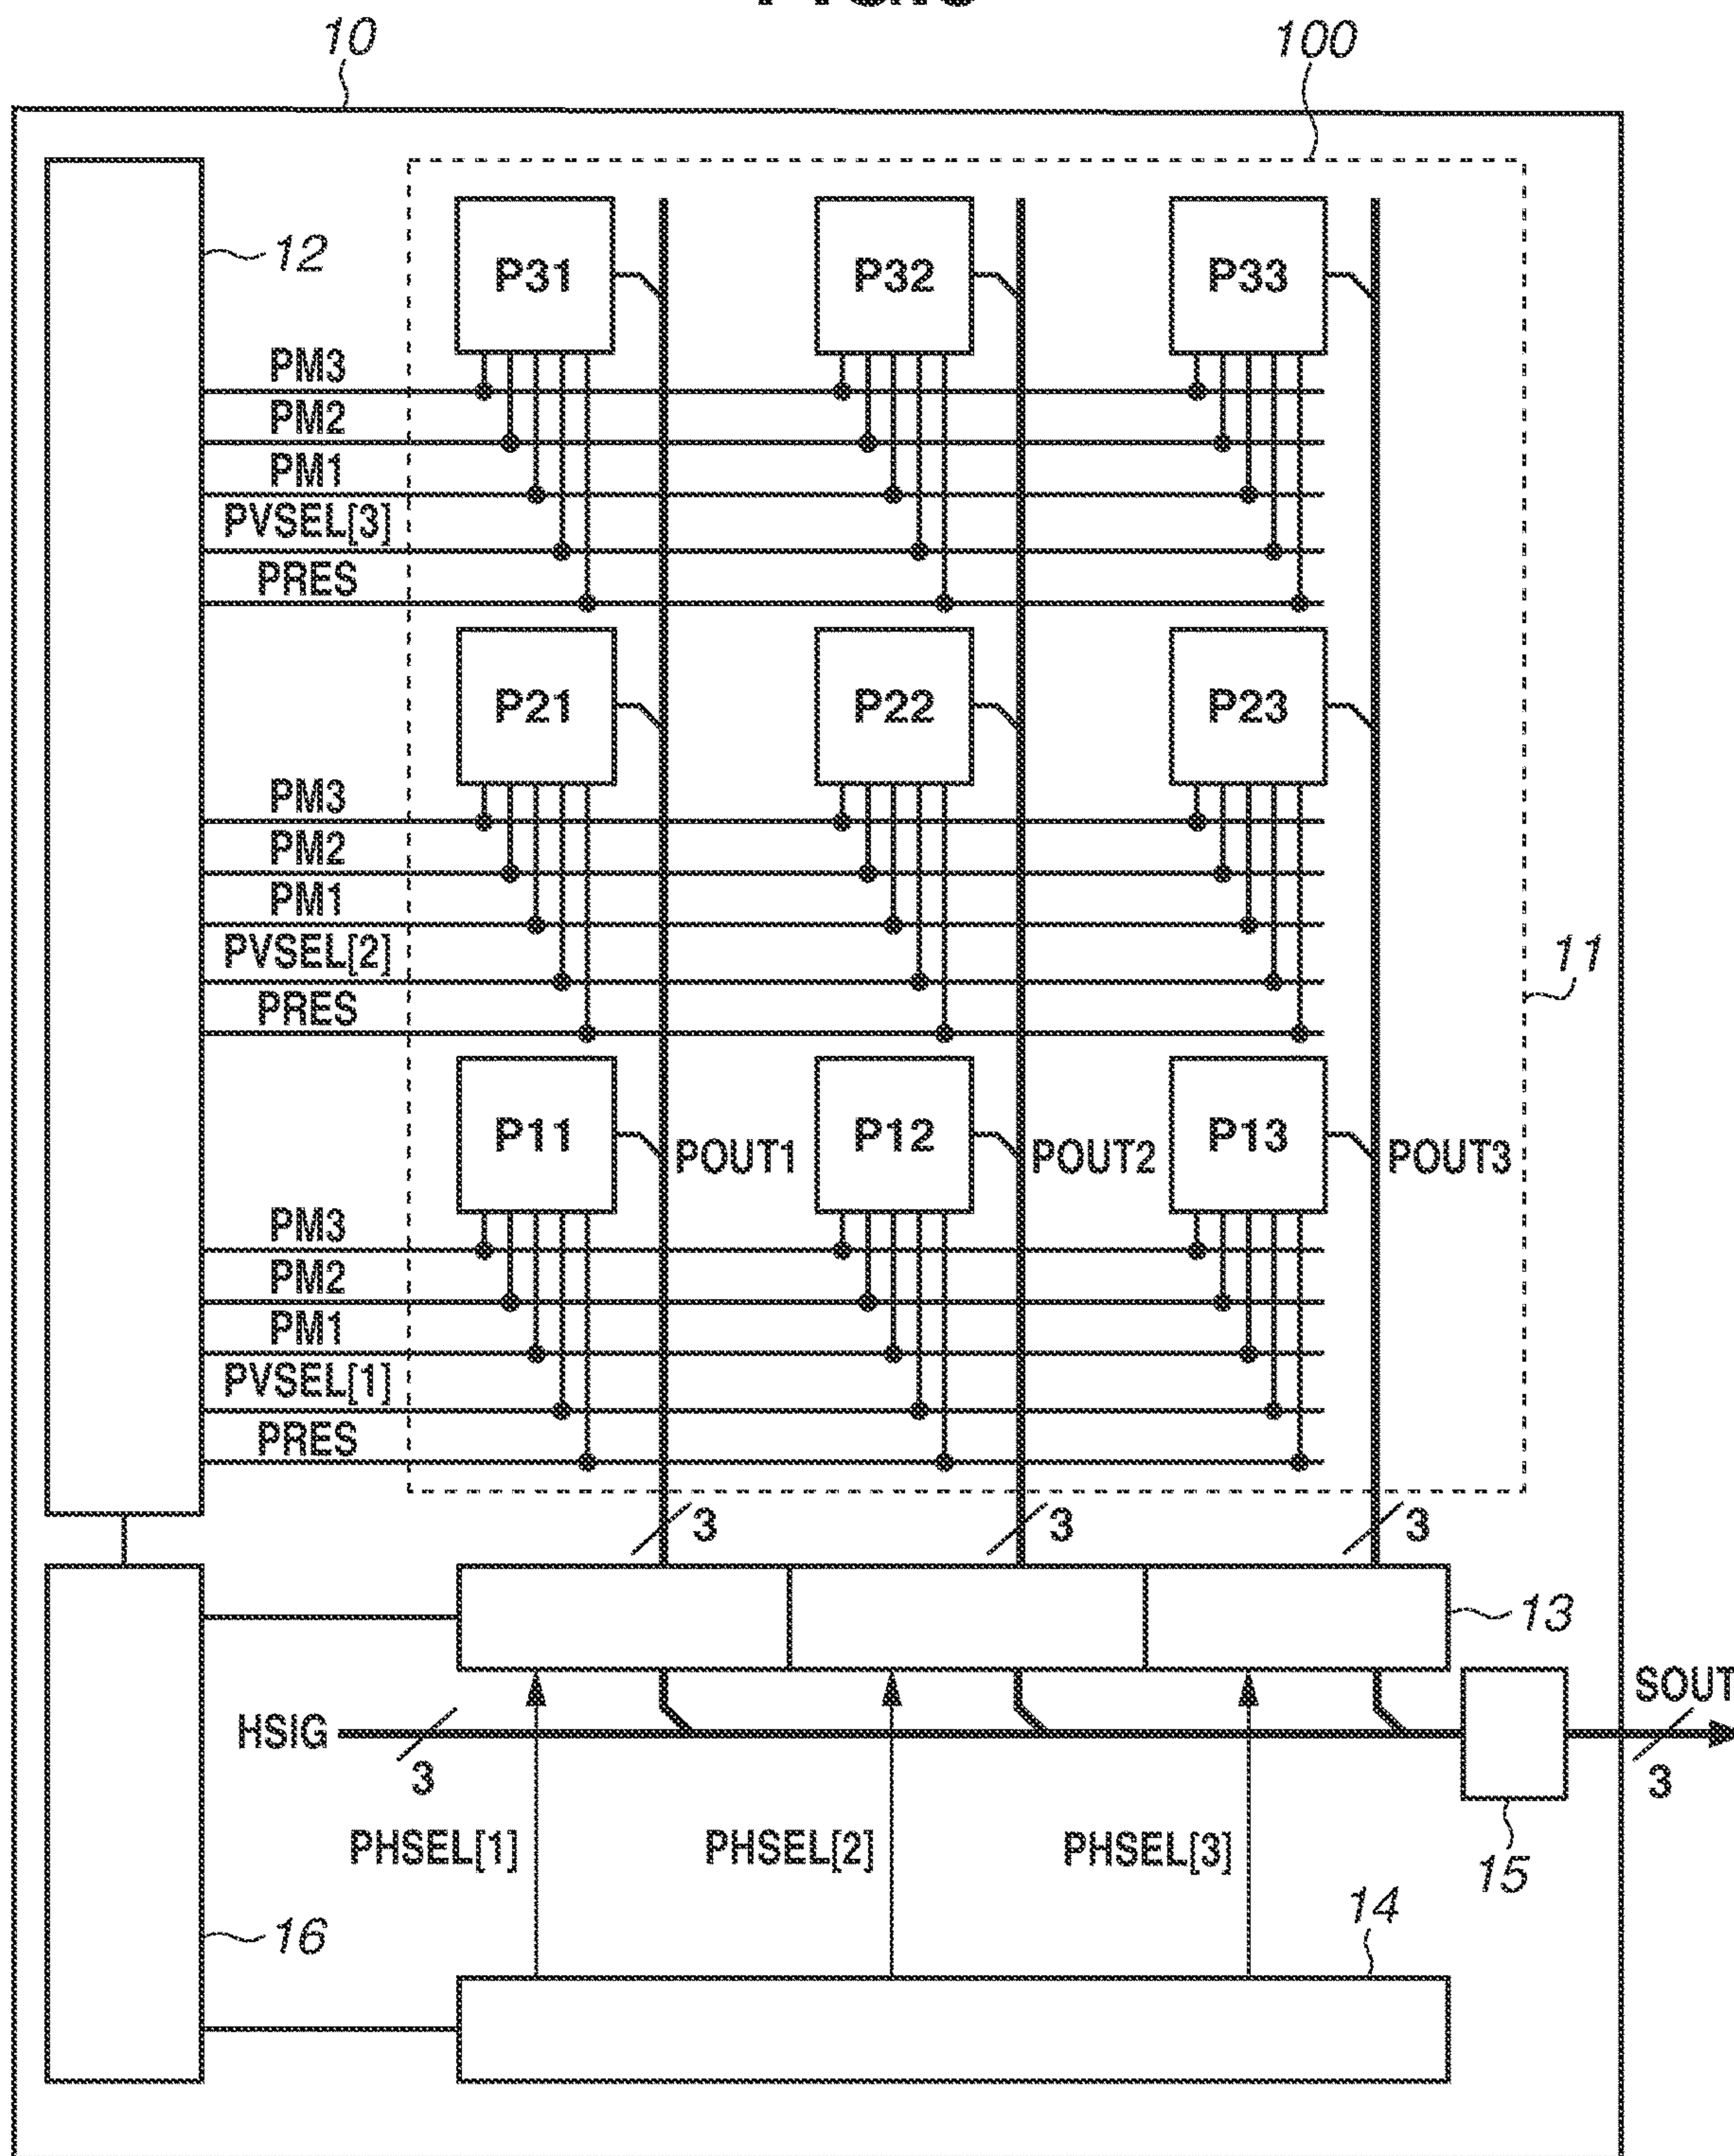 10
100
12
P31
P32
P33
PM3
PM2
PM1
PVSEL[3]
PRES
P21
P22
P23
PM3
PM2
PM1
PVSEL[2]
PRES
11
P11
POUT1
P12
POUT2
P13
POUT3
PM3
PM2
PM1
PVSEL[1]
PRES
3
3
3
13
HSIG
3
SOUT
3
PHSEL[1]
PHSEL[2]
PHSEL[3]
15
14
16